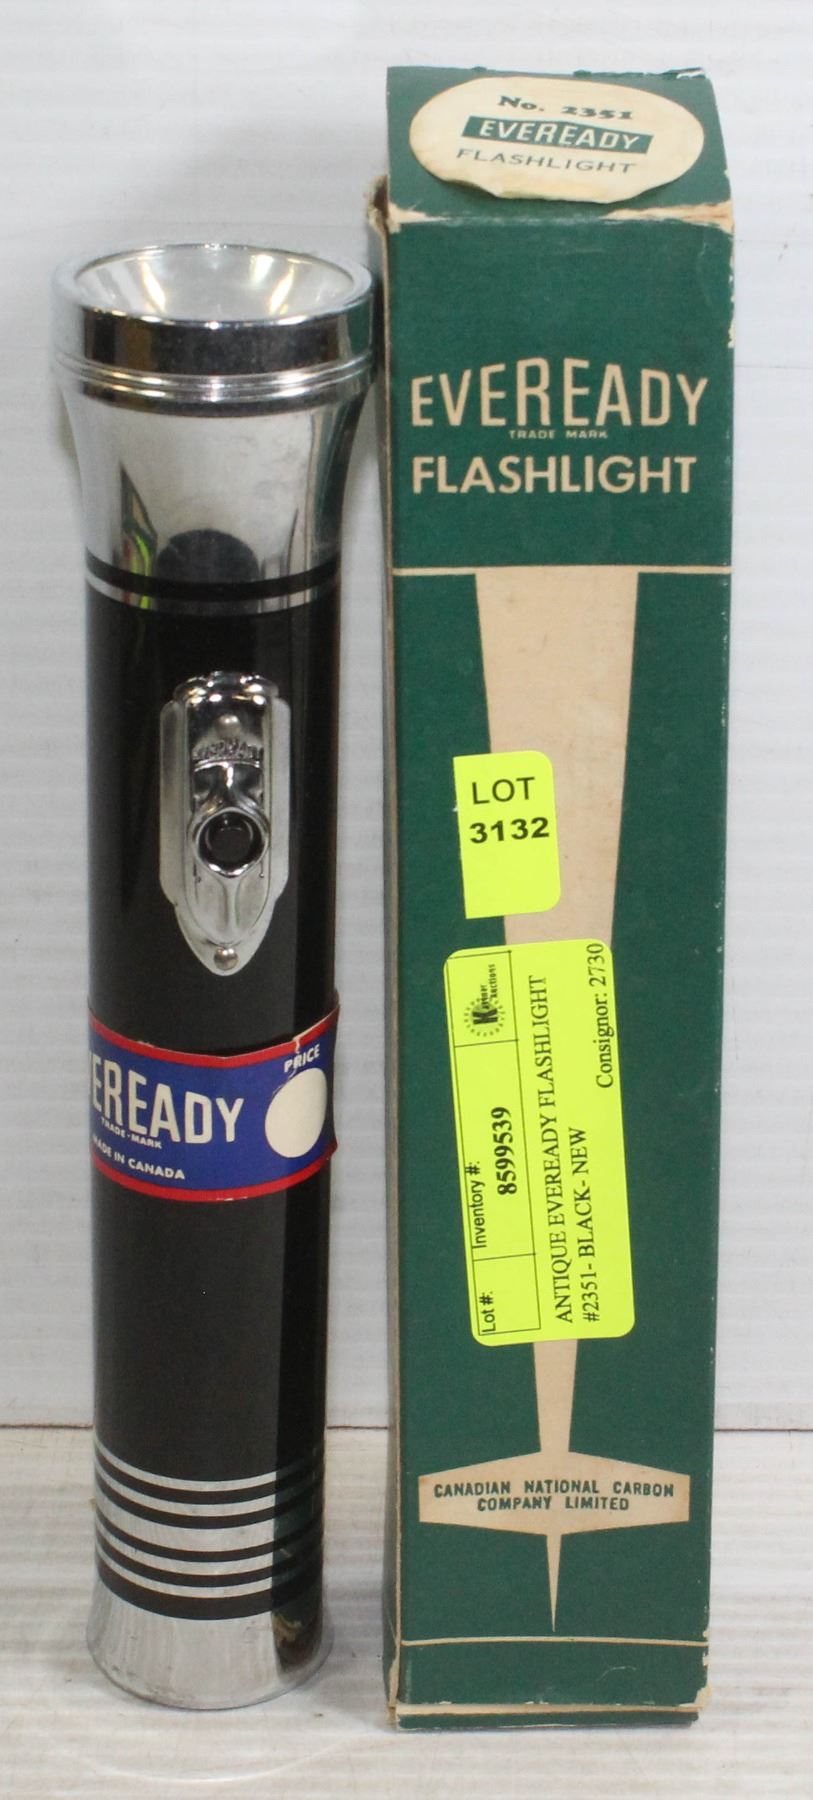 No. 2351
EVEREADY
FLASHLIGHT
EVEREADY
TRADE MARK
FLASHLIGHT
LOT
3132
Auctions
Lot #:
Inventory #:
8599539
ANTIQUE EVEREADY FLASHLIGHT
#2351- BLACK- NEW
Consignor: 2730
CANADIAN NATIONAL CARBON
COMPANY LIMITED
EREADY
TRADE-MARK
MADE IN CANADA
PRICE